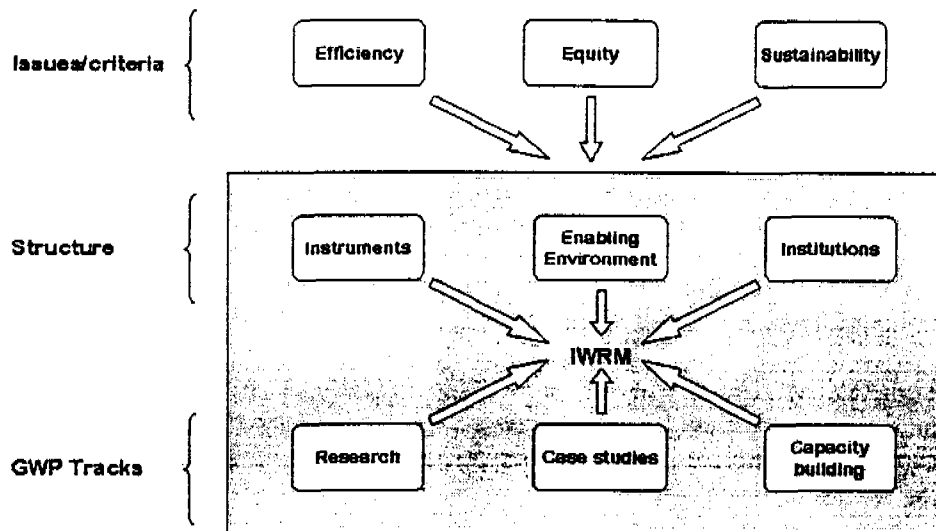 Issues/criteria
Efficiency
Equity
Sustainability
Structure
Instruments
Enabling
Environment
Institutions
IWRM
GWP Tracks
Research
Case studies
Capacity
building